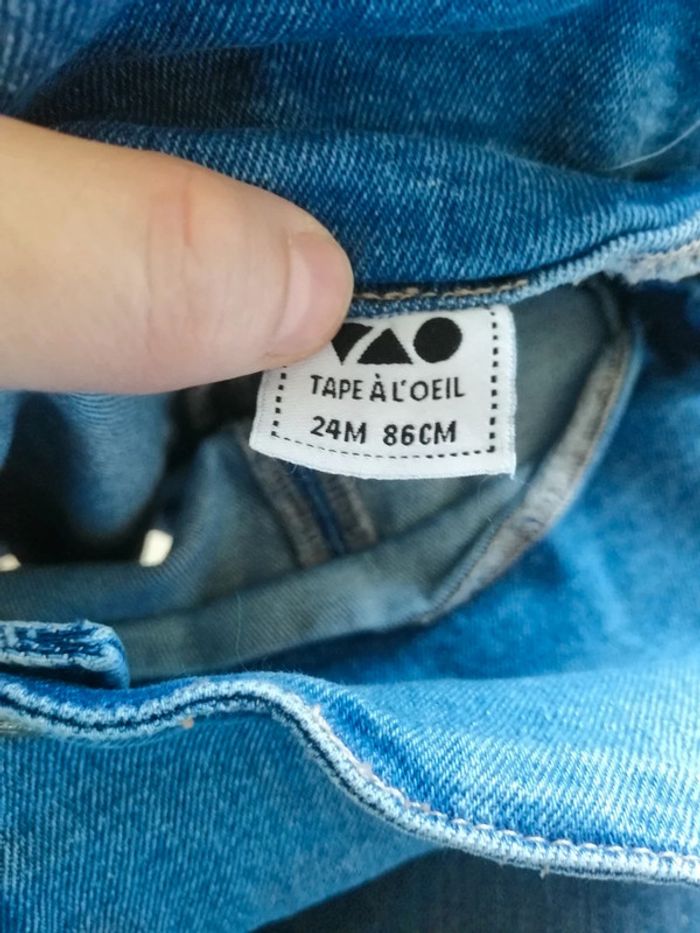 TAPE À L'OEIL
24M 86CM